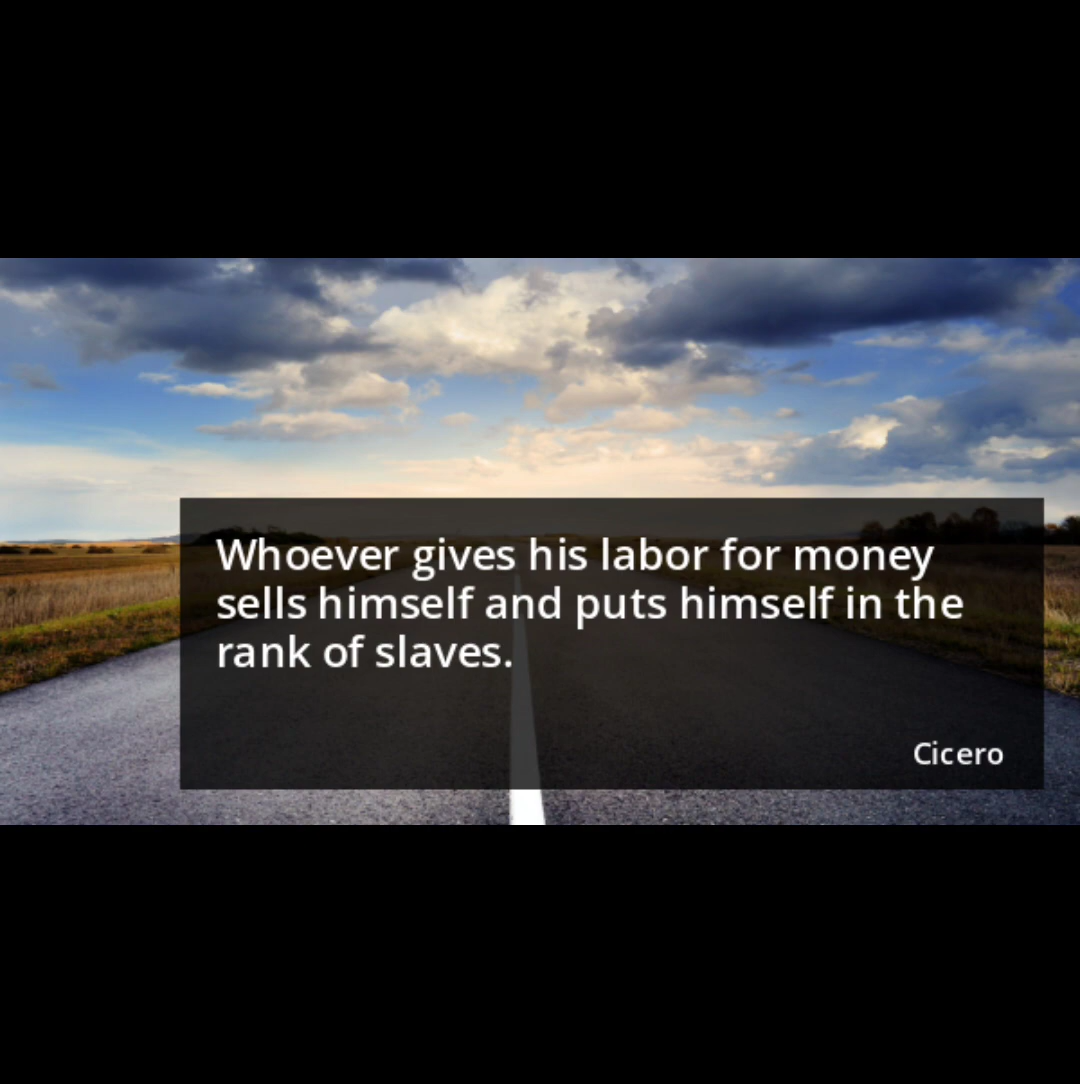 Whoever gives his labor for money
sells himself and puts himself in the
rank of slaves.
Cicero